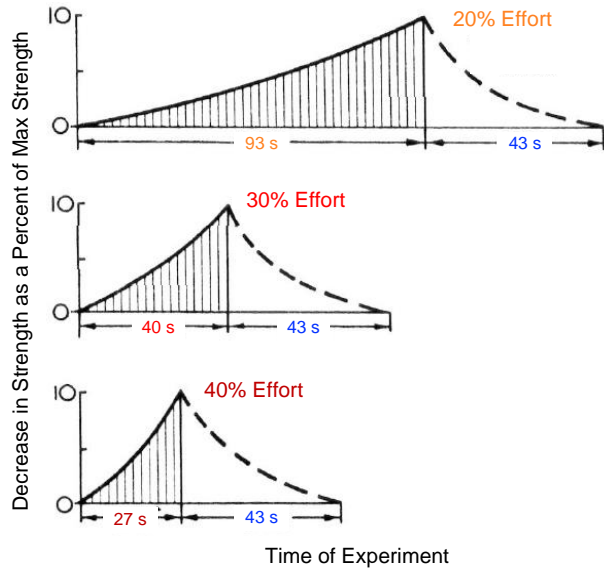 Decrease in Strength as a Percent of Max Strength
10
20% Effort
0
93 s
43 s
10
30% Effort
0
40 s
43 s
10
40% Effort
0
27 s
43 s
Time of Experiment